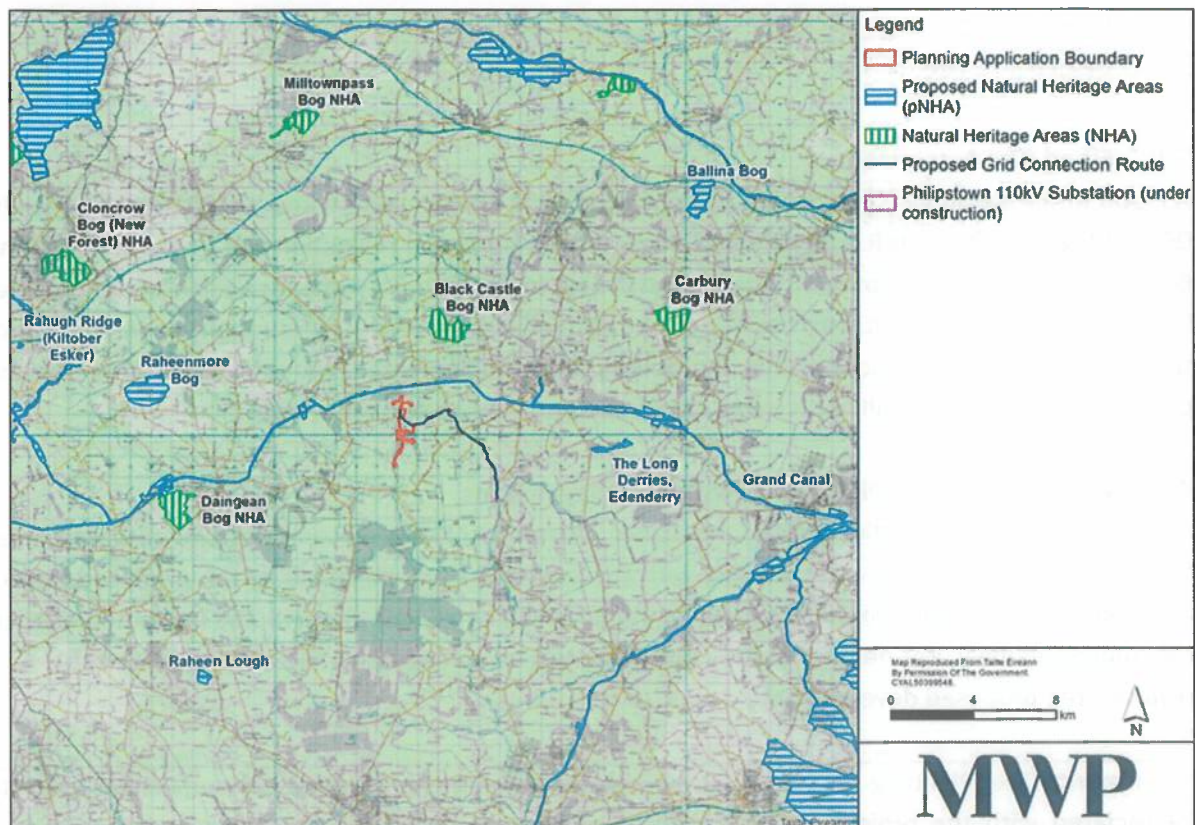 Milltownpass
Bog NHA
Ballina Bog
Cloncrow
Bog (New
Forest) NHA
Black Castle
Bog NHA
Carbury
Bog NHA
Rahugh Ridge
(Kiltober
Esker)
Raheenmore
Bog
The Long
Derries,
Edenderry
Grand Canal
Daingean
Bog NHA
Raheen Lough
Legend
Planning Application Boundary
Proposed Natural Heritage Areas
(pNHA)
Natural Heritage Areas (NHA)
Proposed Grid Connection Route
Philipstown 110kV Substation (under
construction)
Map Reproduced From Tailte Éireann
By Permission Of The Government.
0 4 8
km
N
MWP